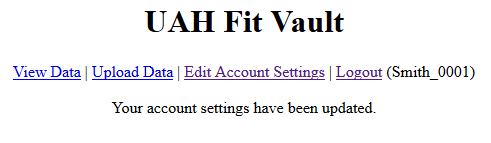 UAH Fit Vault
View Data | Upload Data | Edit Account Settings | Logout (Smith_0001)
Your account settings have been updated.